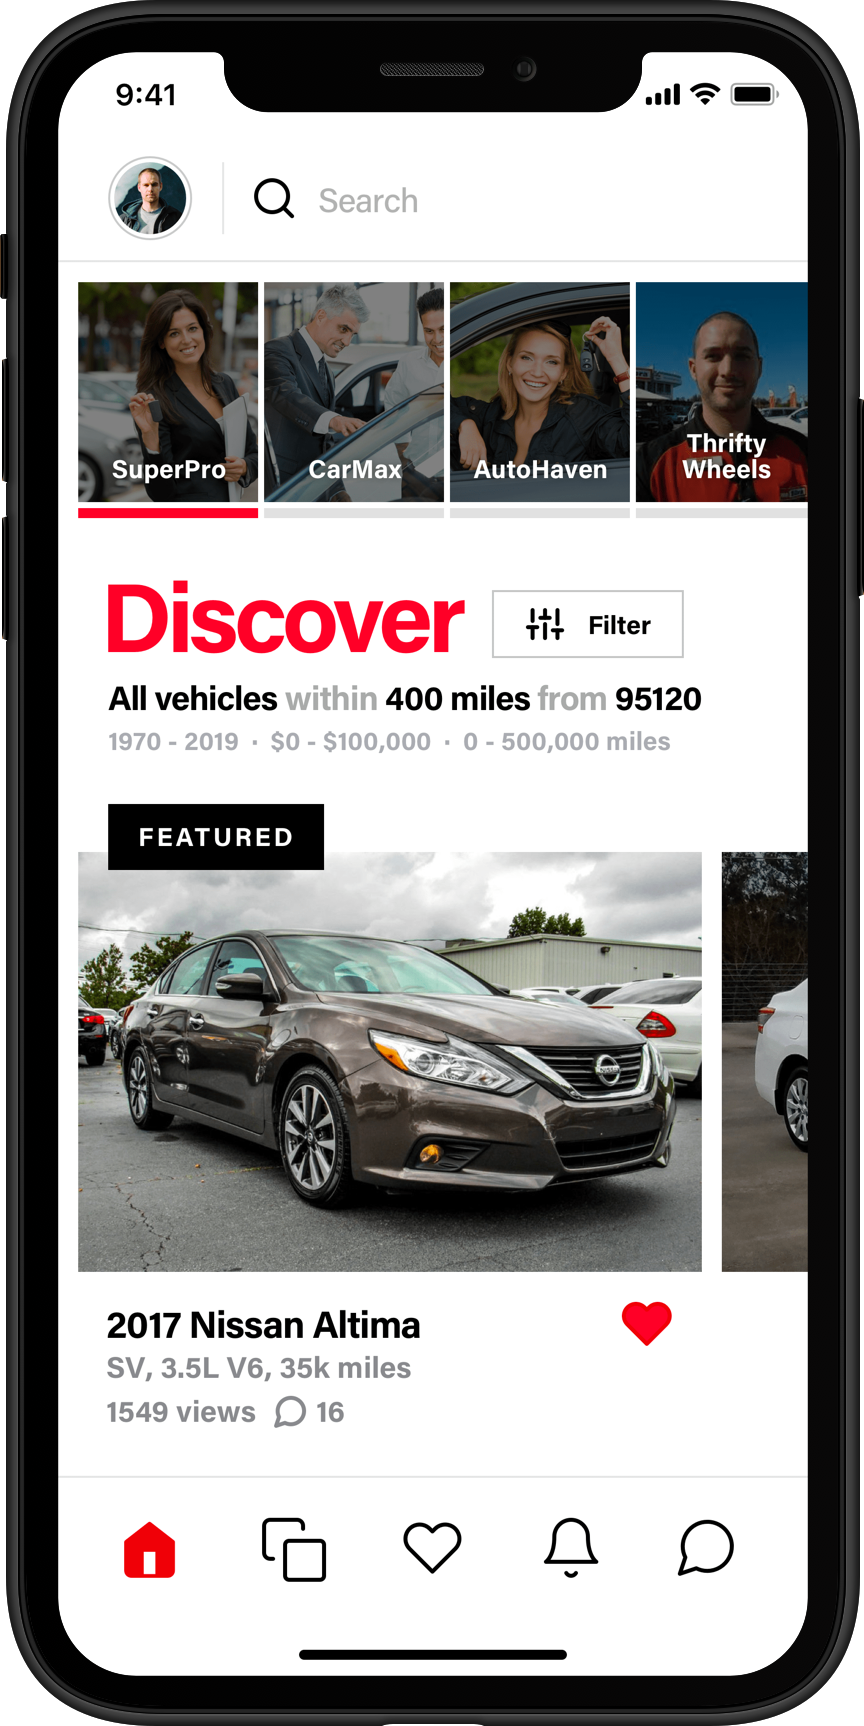 9:41
Search
SuperPro
CarMax
AutoHaven
Thrifty
Wheels
Discover
Filter
All vehicles within 400 miles from 95120
1970 - 2019 · $0 - $100,000 · 0 - 500,000 miles
FEATURED
NISSAN
2017 Nissan Altima
SV, 3.5L V6, 35k miles
1549 views 16